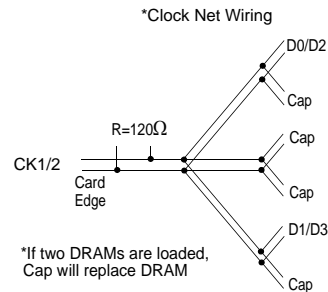 *Clock Net Wiring
D0/D2
Cap
R=120Ω
Cap
CK1/2
Card
Edge
Cap
D1/D3
*If two DRAMs are loaded,
Cap will replace DRAM
Cap